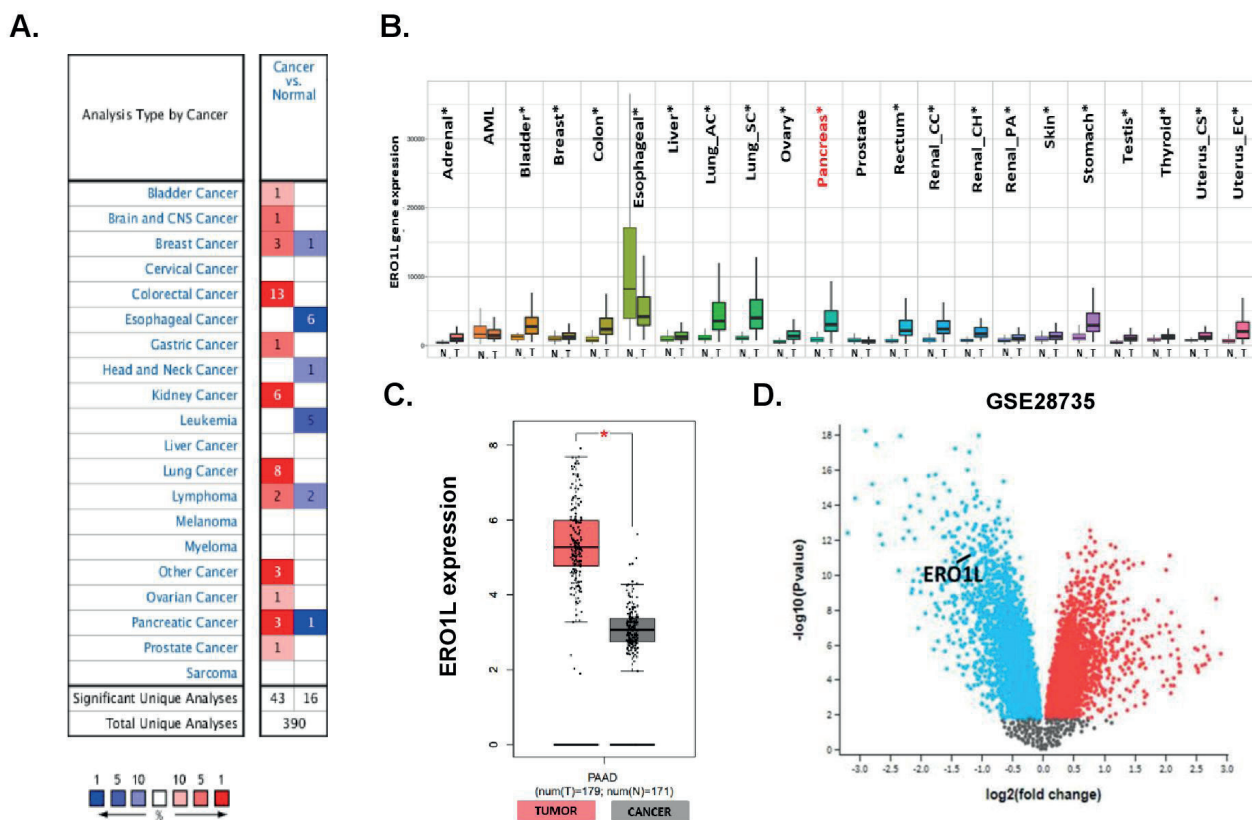 A.
Analysis Type by Cancer
Cancer
vs.
Normal
Bladder Cancer 1
Brain and CNS Cancer 1
Breast Cancer 3 1
Cervical Cancer
Colorectal Cancer 13
Esophageal Cancer 6
Gastric Cancer 1
Head and Neck Cancer 1
Kidney Cancer 6
Leukemia 5
Liver Cancer
Lung Cancer 8
Lymphoma 2 2
Melanoma
Myeloma
Other Cancer 3
Ovarian Cancer 1
Pancreatic Cancer 3 1
Prostate Cancer 1
Sarcoma
Significant Unique Analyses 43 16
Total Unique Analyses 390
1 5 10 10 5 1
%
B.
ERO1L gene expression
30000
20000
10000
0
Adrenal*
AML
Bladder*
Breast*
Colon*
Esophageal*
Liver*
Lung_AC*
Lung_SC*
Ovary*
Pancreas*
Prostate
Rectum*
Renal_CC*
Renal_CH*
Renal_PA*
Skin*
Stomach*
Testis*
Thyroid*
Uterus_CS*
Uterus_EC*
N T N T N T N T N T N T N T N T N T N T N T N T N T N T N T N T N T N T N T N T N T N T
C.
ERO1L expression
8
6
4
2
0
*
PAAD
(num(T)=179; num(N)=171)
TUMOR CANCER
D.
GSE28735
-log10(Pvalue)
18
16
14
12
10
8
6
4
2
0
ERO1L
-3.0 -2.5 -2.0 -1.5 -1.0 -0.5 0.0 0.5 1.0 1.5 2.0 2.5 3.0
log2(fold change)